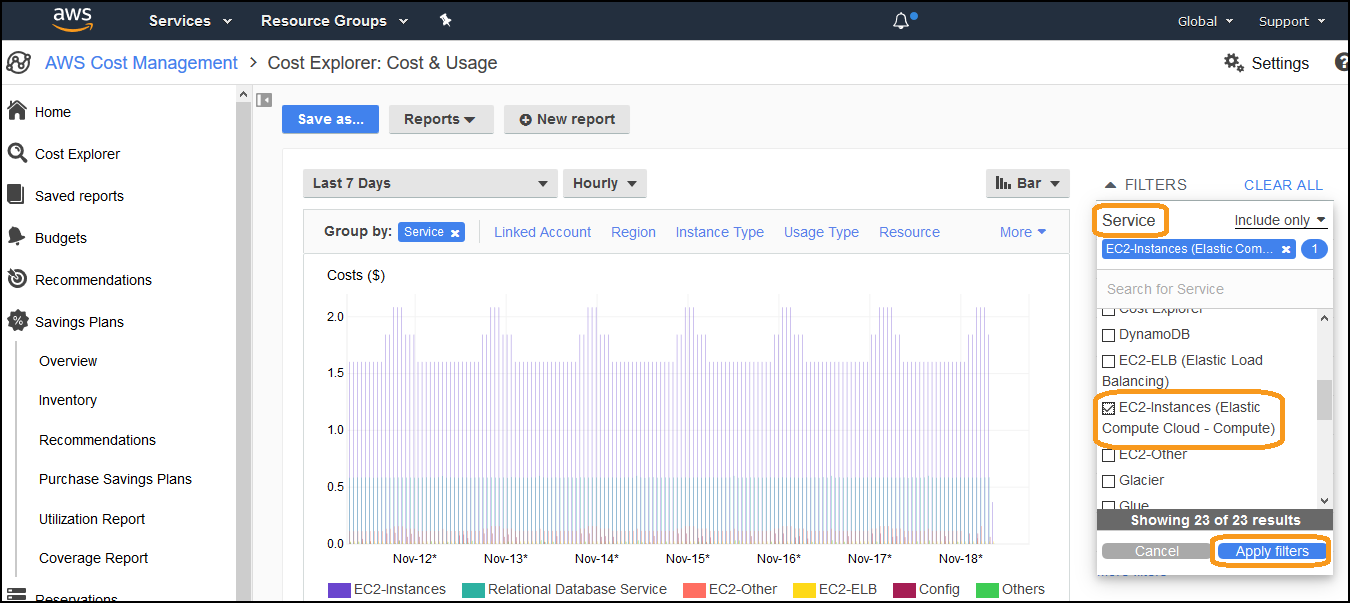 aws Services Resource Groups Global Support
AWS Cost Management > Cost Explorer: Cost & Usage Settings
Home
Cost Explorer
Saved reports
Budgets
Recommendations
Savings Plans
Overview
Inventory
Recommendations
Purchase Savings Plans
Utilization Report
Coverage Report
Reservations
Save as... Reports New report
Last 7 Days Hourly Bar
Group by: Service × Linked Account Region Instance Type Usage Type Resource More
Costs ($)
2.0
1.5
1.0
0.5
0.0
Nov-12* Nov-13* Nov-14* Nov-15* Nov-16* Nov-17* Nov-18*
EC2-Instances Relational Database Service EC2-Other EC2-ELB Config Others
FILTERS CLEAR ALL
Service Include only
EC2-Instances (Elastic Com... × 1
Search for Service
Cost Explorer
DynamoDB
EC2-ELB (Elastic Load
Balancing)
EC2-Instances (Elastic
Compute Cloud - Compute)
EC2-Other
Glacier
Glue
Showing 23 of 23 results
Cancel Apply filters
More filters